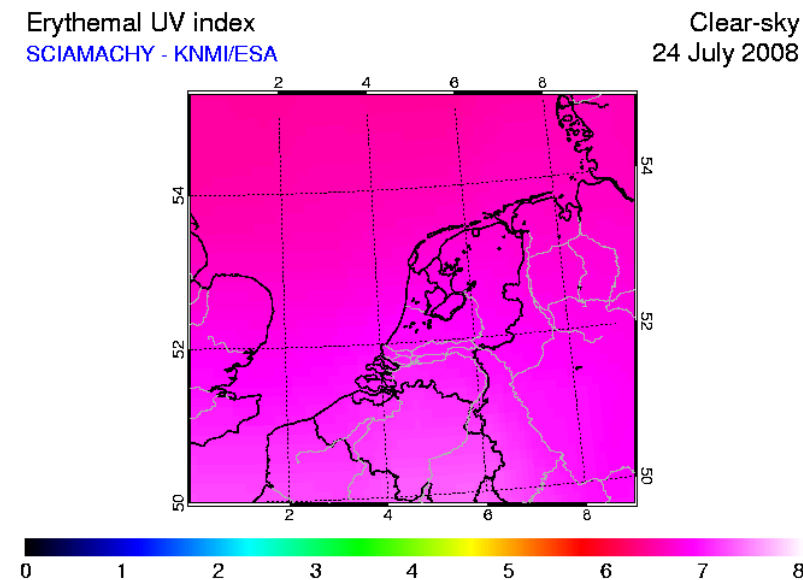 Erythemal UV index
Clear-sky
SCIAMACHY - KNMI/ESA
24 July 2008
2 4 6 8
54
54
52
52
50
50
2 4 6 8
0 1 2 3 4 5 6 7 8